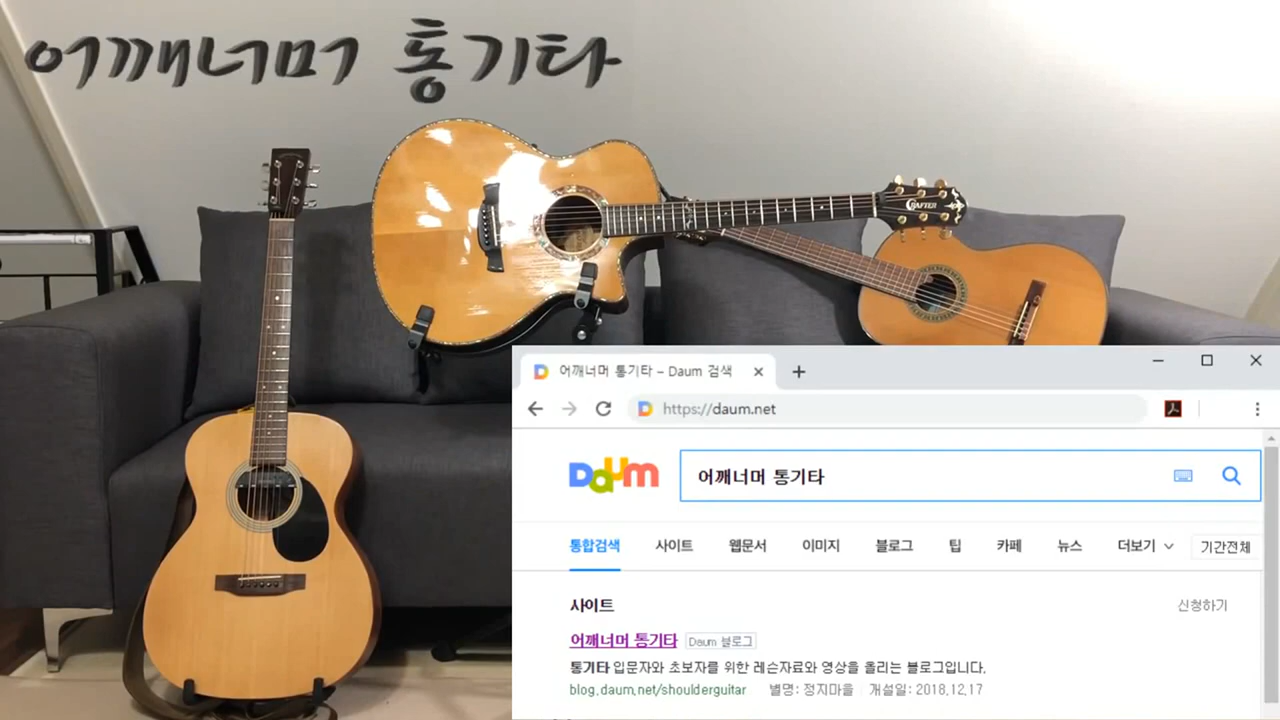 어깨너머 통기타
CRAFTER
어깨너머 통기타 – Daum 검색
https://daum.net
Daum 어깨너머 통기타
통합검색 사이트 웹문서 이미지 블로그 팁 카페 뉴스 더보기 기간전체
사이트 신청하기
어깨너머 통기타 Daum 블로그
통기타 입문자와 초보자를 위한 레슨자료와 영상을 올리는 블로그입니다.
blog.daum.net/shoulderguitar 별명: 정지마을 개설일: 2018.12.17